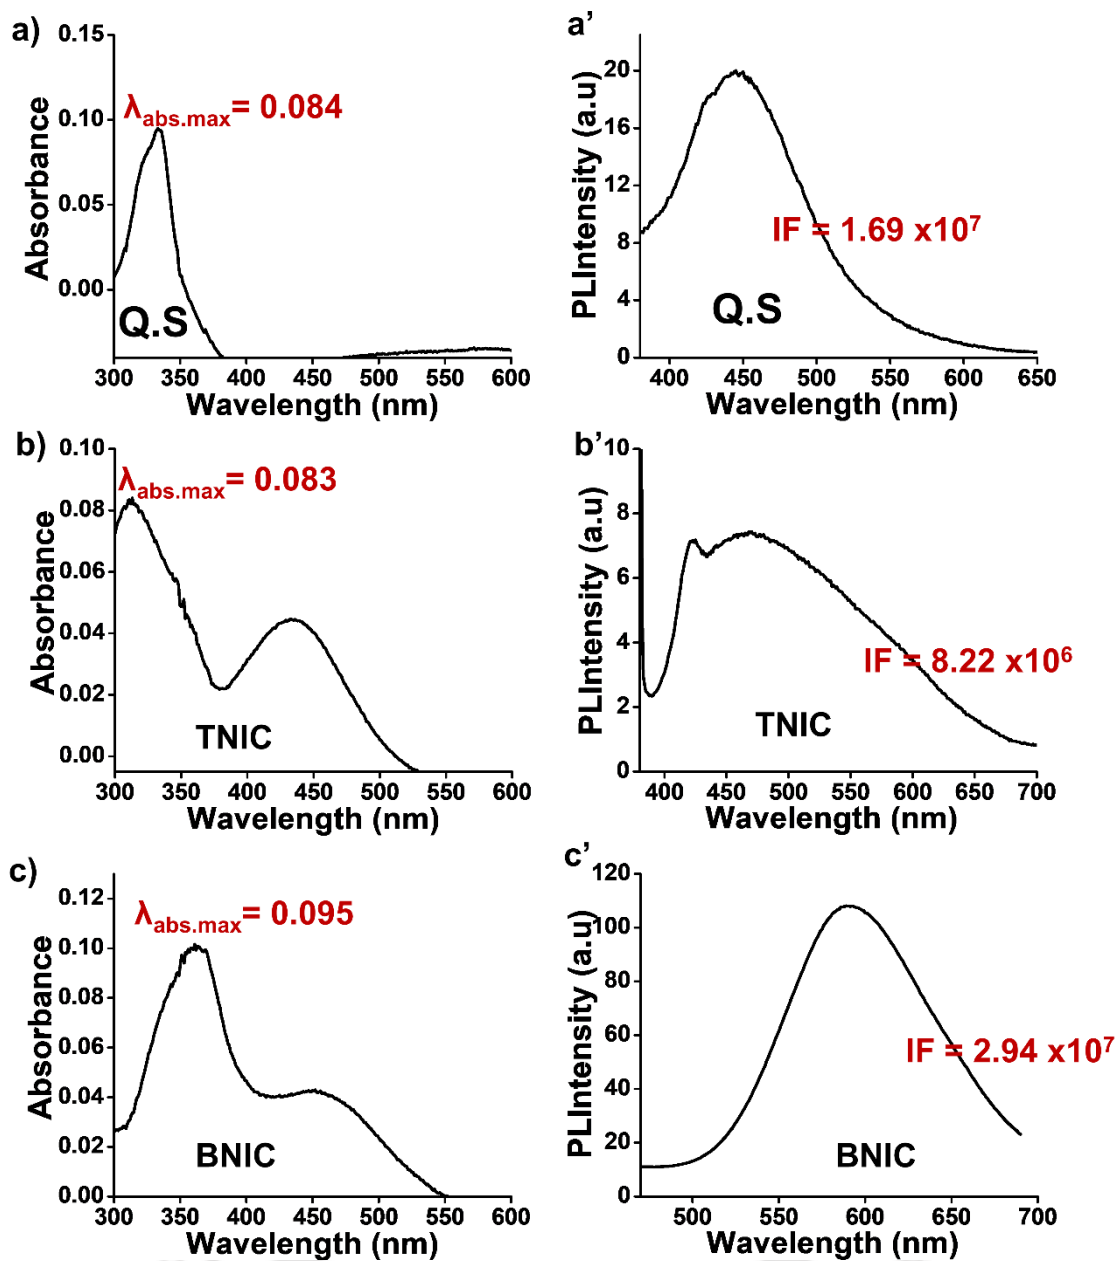 a)
0.15
0.10
0.05
0.00
Absorbance
λabs.max= 0.084
Q.S
300 350 400 450 500 550 600
Wavelength (nm)
a’
20
16
12
8
4
0
PLIntensity (a.u)
IF = 1.69 x10⁷
Q.S
400 450 500 550 600 650
Wavelength (nm)
b)
0.10
0.08
0.06
0.04
0.02
0.00
Absorbance
λabs.max= 0.083
TNIC
300 350 400 450 500 550 600
Wavelength (nm)
b’
10
8
6
4
2
0
PLIntensity (a.u)
IF = 8.22 x10⁶
TNIC
400 450 500 550 600 650 700
Wavelength (nm)
c)
0.12
0.10
0.08
0.06
0.04
0.02
0.00
Absorbance
λabs.max= 0.095
BNIC
300 350 400 450 500 550 600
Wavelength (nm)
c’
120
100
80
60
40
20
0
PLIntensity (a.u)
IF = 2.94 x10⁷
BNIC
500 550 600 650 700
Wavelength (nm)